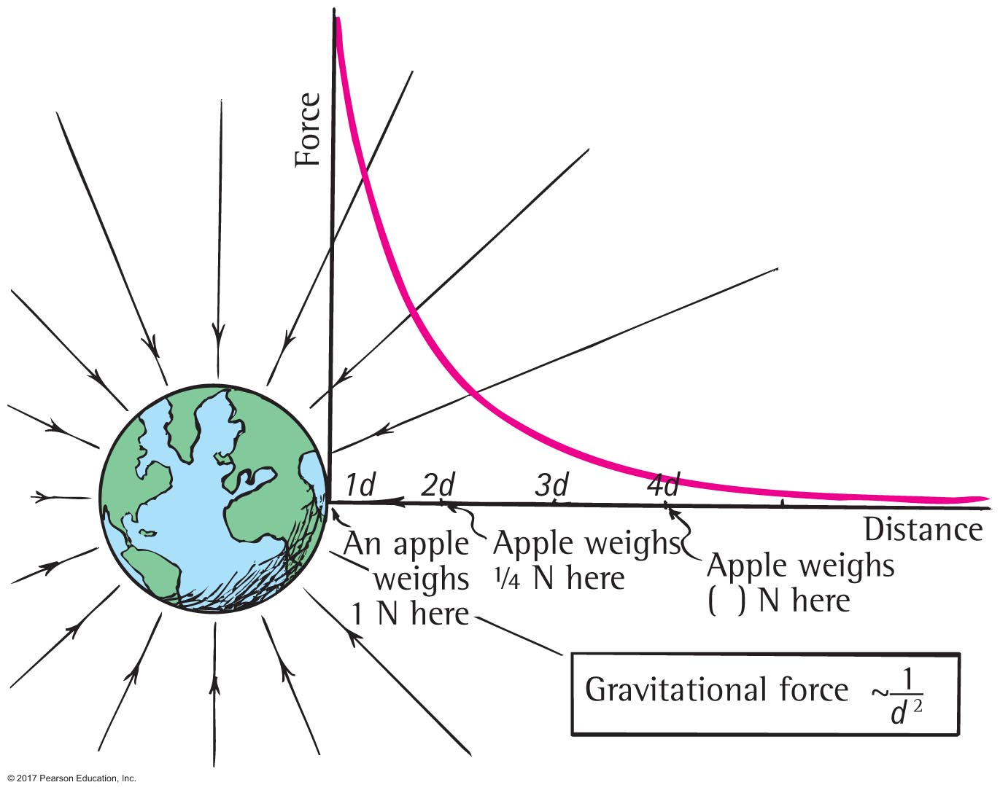 Force
1d 2d 3d 4d
Distance
An apple
weighs
1 N here
Apple weighs
¼ N here
Apple weighs
( ) N here
Gravitational force ~ 1/d²
© 2017 Pearson Education, Inc.